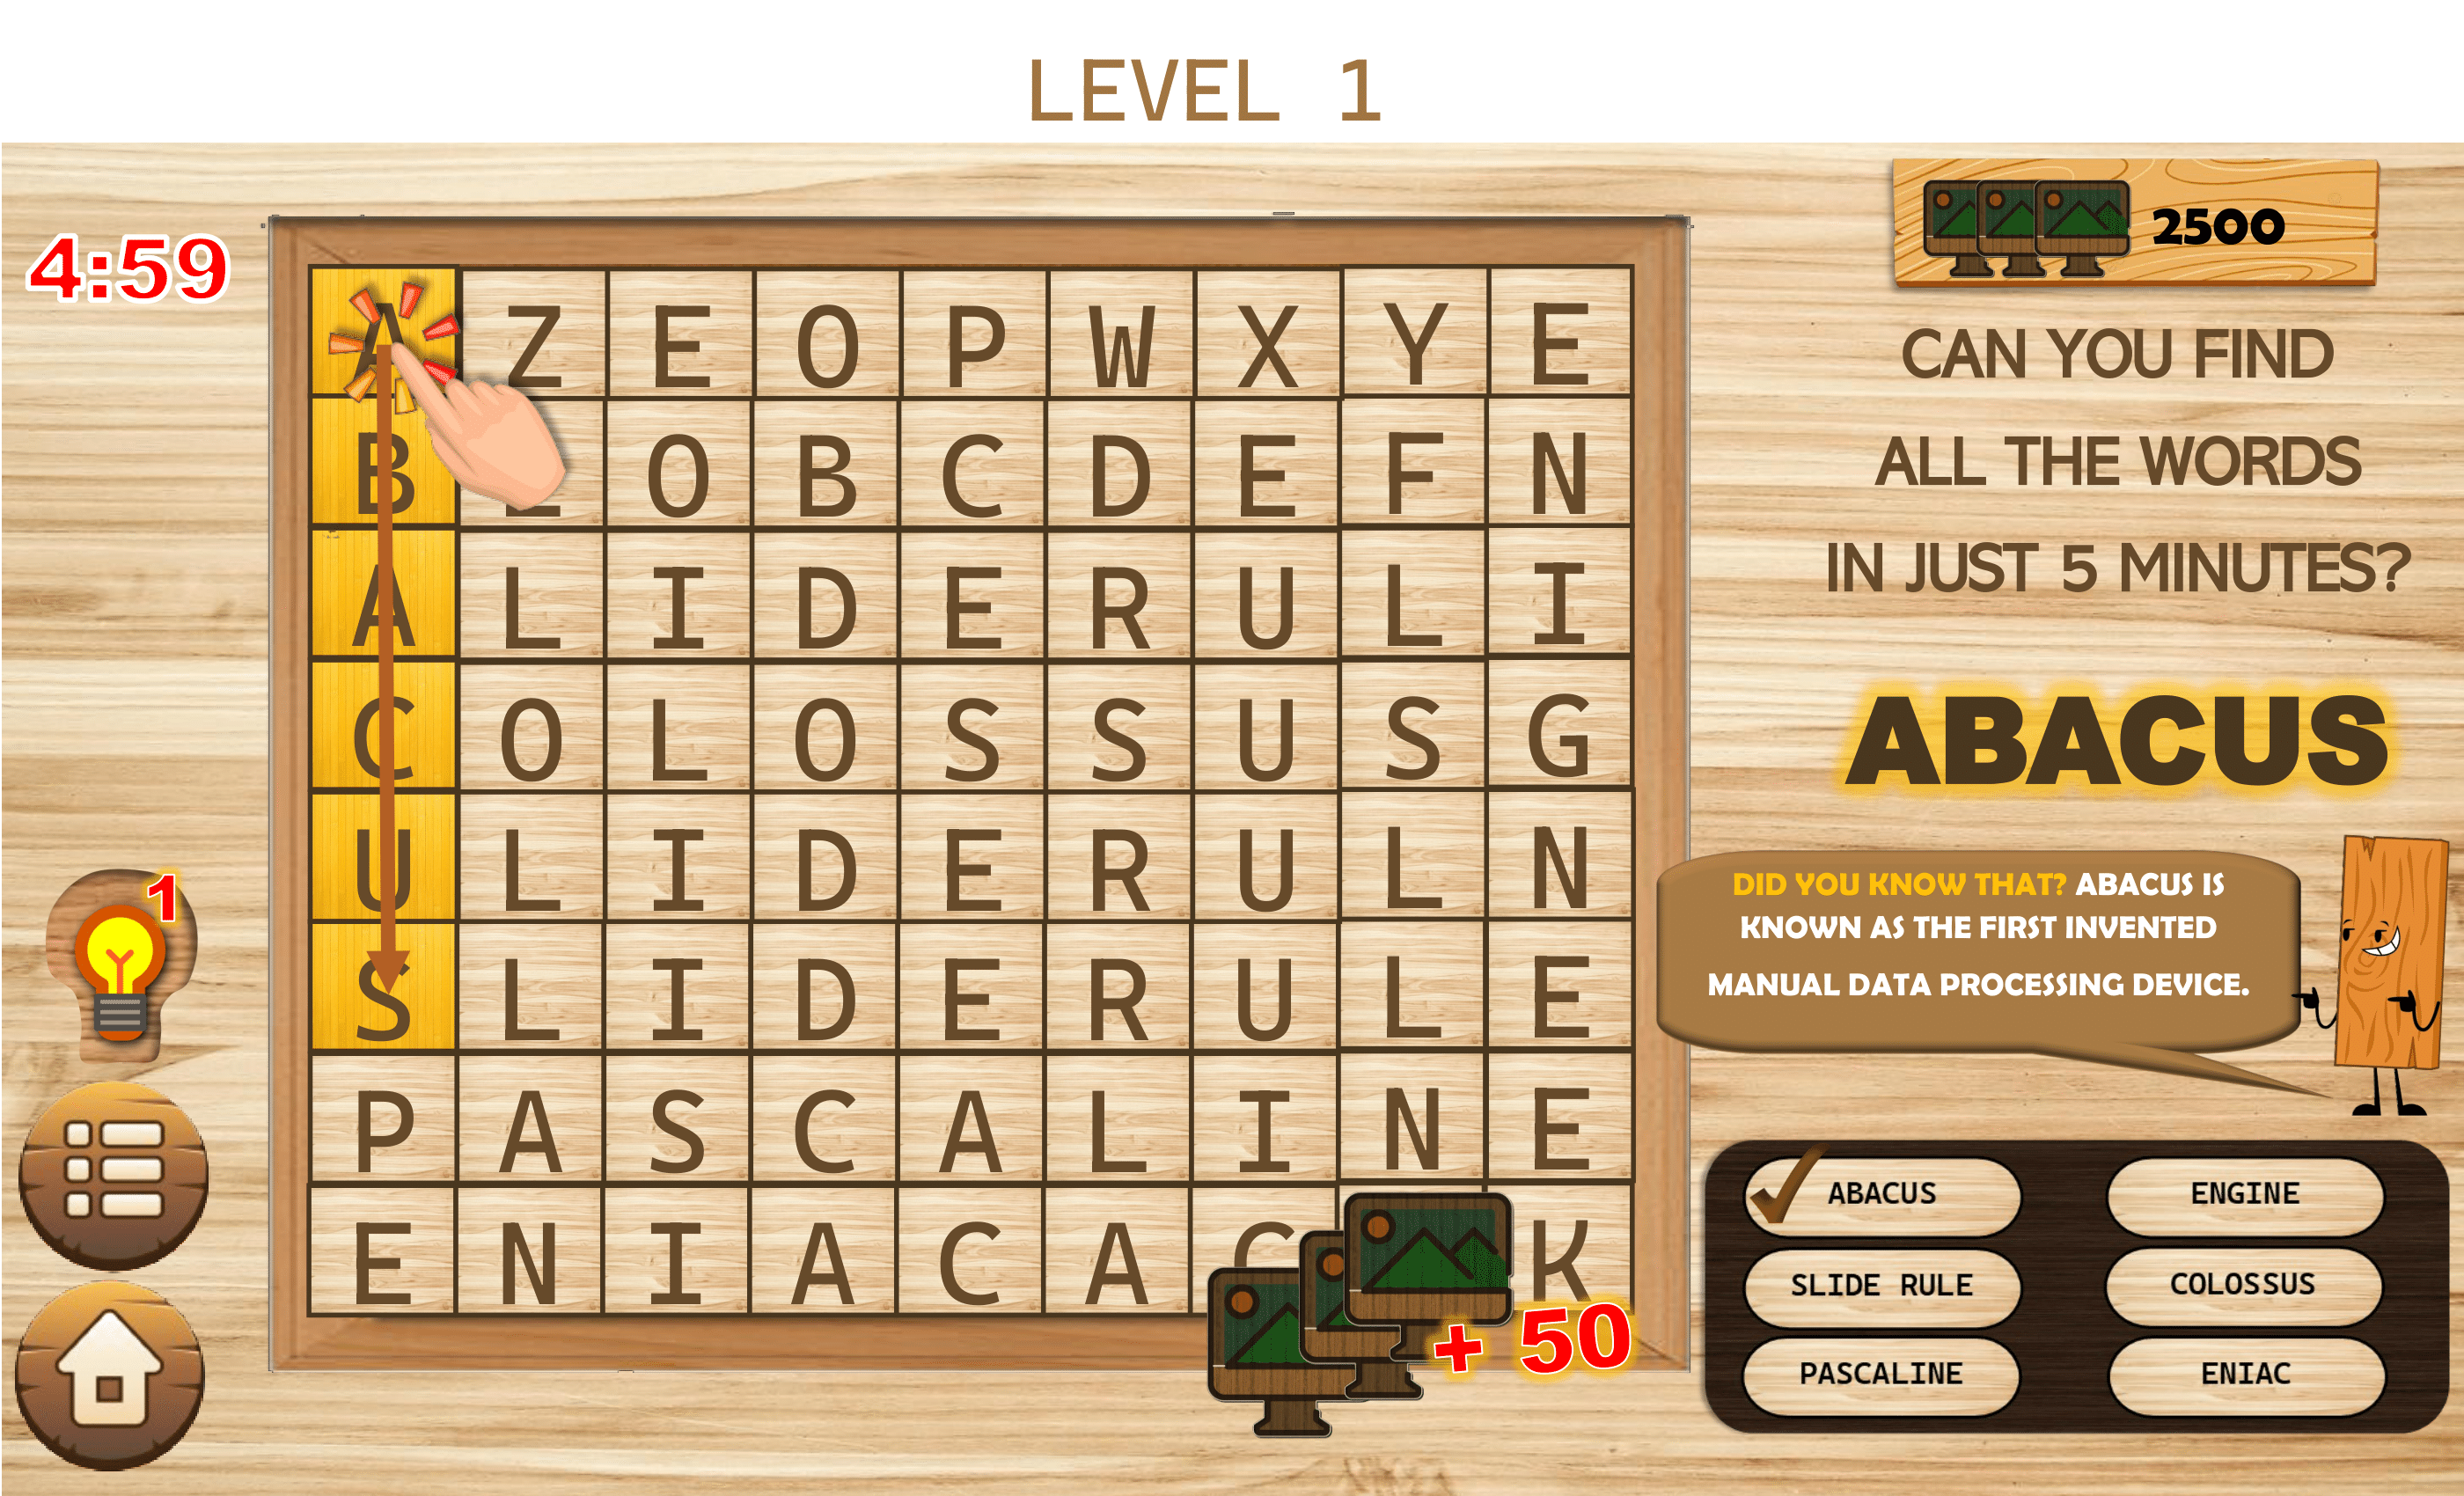 LEVEL 1
4:59
2500
CAN YOU FIND
ALL THE WORDS
IN JUST 5 MINUTES?
A Z E O P W X Y E
B O B C D E F N
A L I D E R U L I
C O L O S S U S G
U L I D E R U L N
S L I D E R U L E
P A S C A L I N E
E N I A C A C K
+ 50
ABACUS
1
DID YOU KNOW THAT? ABACUS IS
KNOWN AS THE FIRST INVENTED
MANUAL DATA PROCESSING DEVICE.
ABACUS
ENGINE
SLIDE RULE
COLOSSUS
PASCALINE
ENIAC